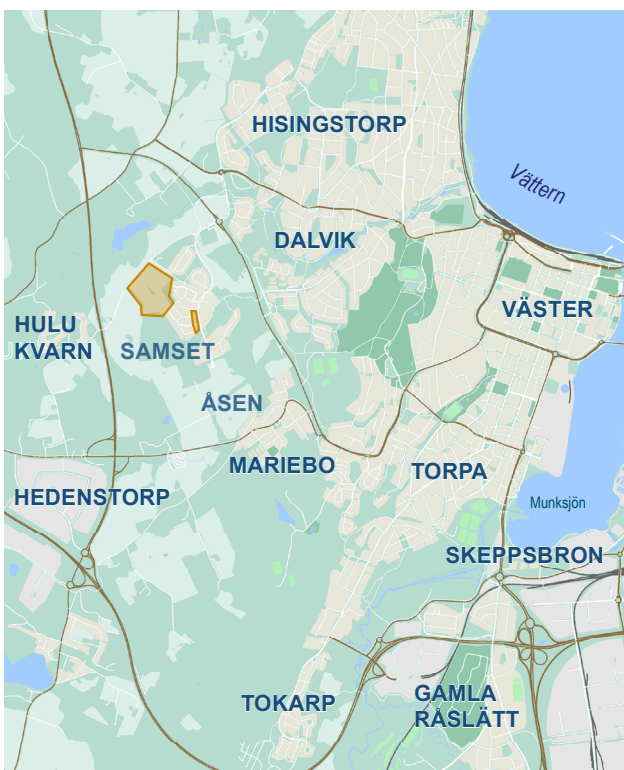 HISINGSTORP
Vättern
DALVIK
VÄSTER
HULU
KVARN
SAMSET
ÅSEN
MARIEBO
TORPA
HEDENSTORP
Munksjön
SKEPPSBRON
TOKARP
GAMLA
RÅSLÄTT